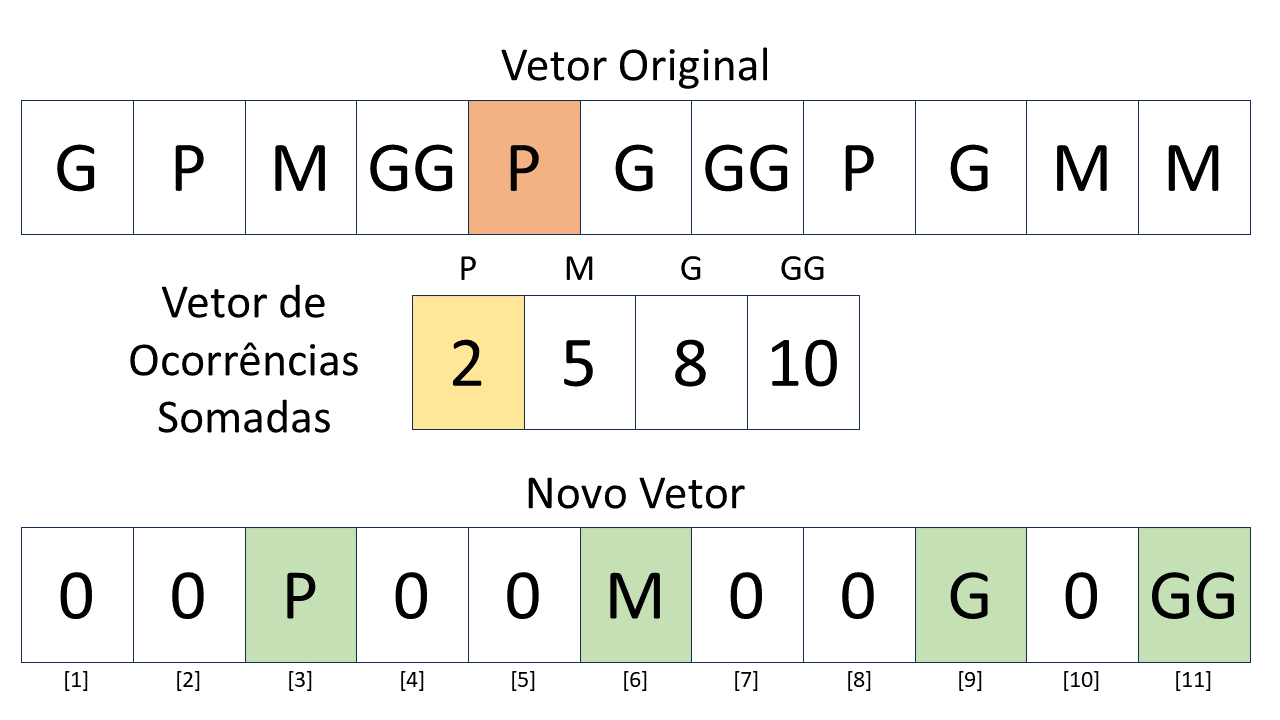 Vetor Original
G P M GG P G GG P G M M
P M G GG
Vetor de
Ocorrências
Somadas
2 5 8 10
Novo Vetor
0 0 P 0 0 M 0 0 G 0 GG
[1] [2] [3] [4] [5] [6] [7] [8] [9] [10] [11]